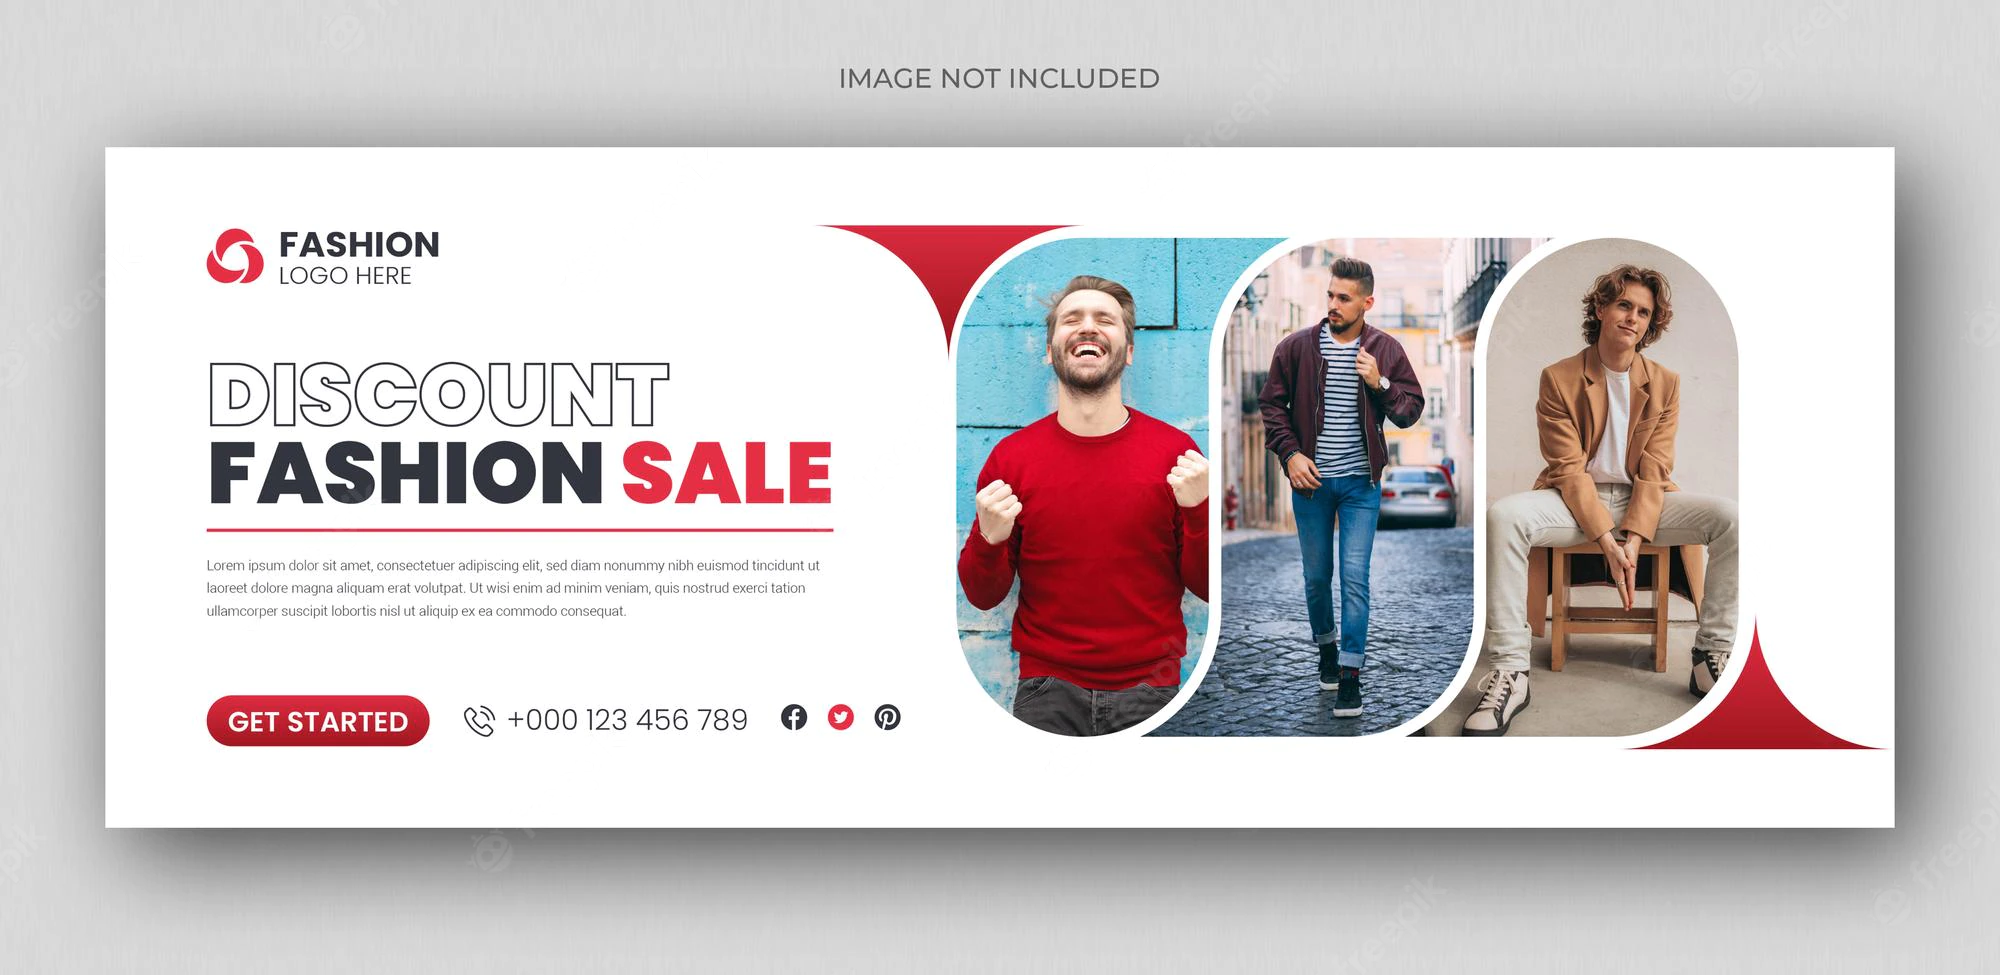 IMAGE NOT INCLUDED
FASHION
LOGO HERE
DISCOUNT
FASHION SALE
Lorem ipsum dolor sit amet, consectetuer adipiscing elit, sed diam nonummy nibh euismod tincidunt ut
laoreet dolore magna aliquam erat volutpat. Ut wisi enim ad minim veniam, quis nostrud exerci tation
ullamcorper suscipit lobortis nisl ut aliquip ex ea commodo consequat.
GET STARTED
+000 123 456 789
freepik